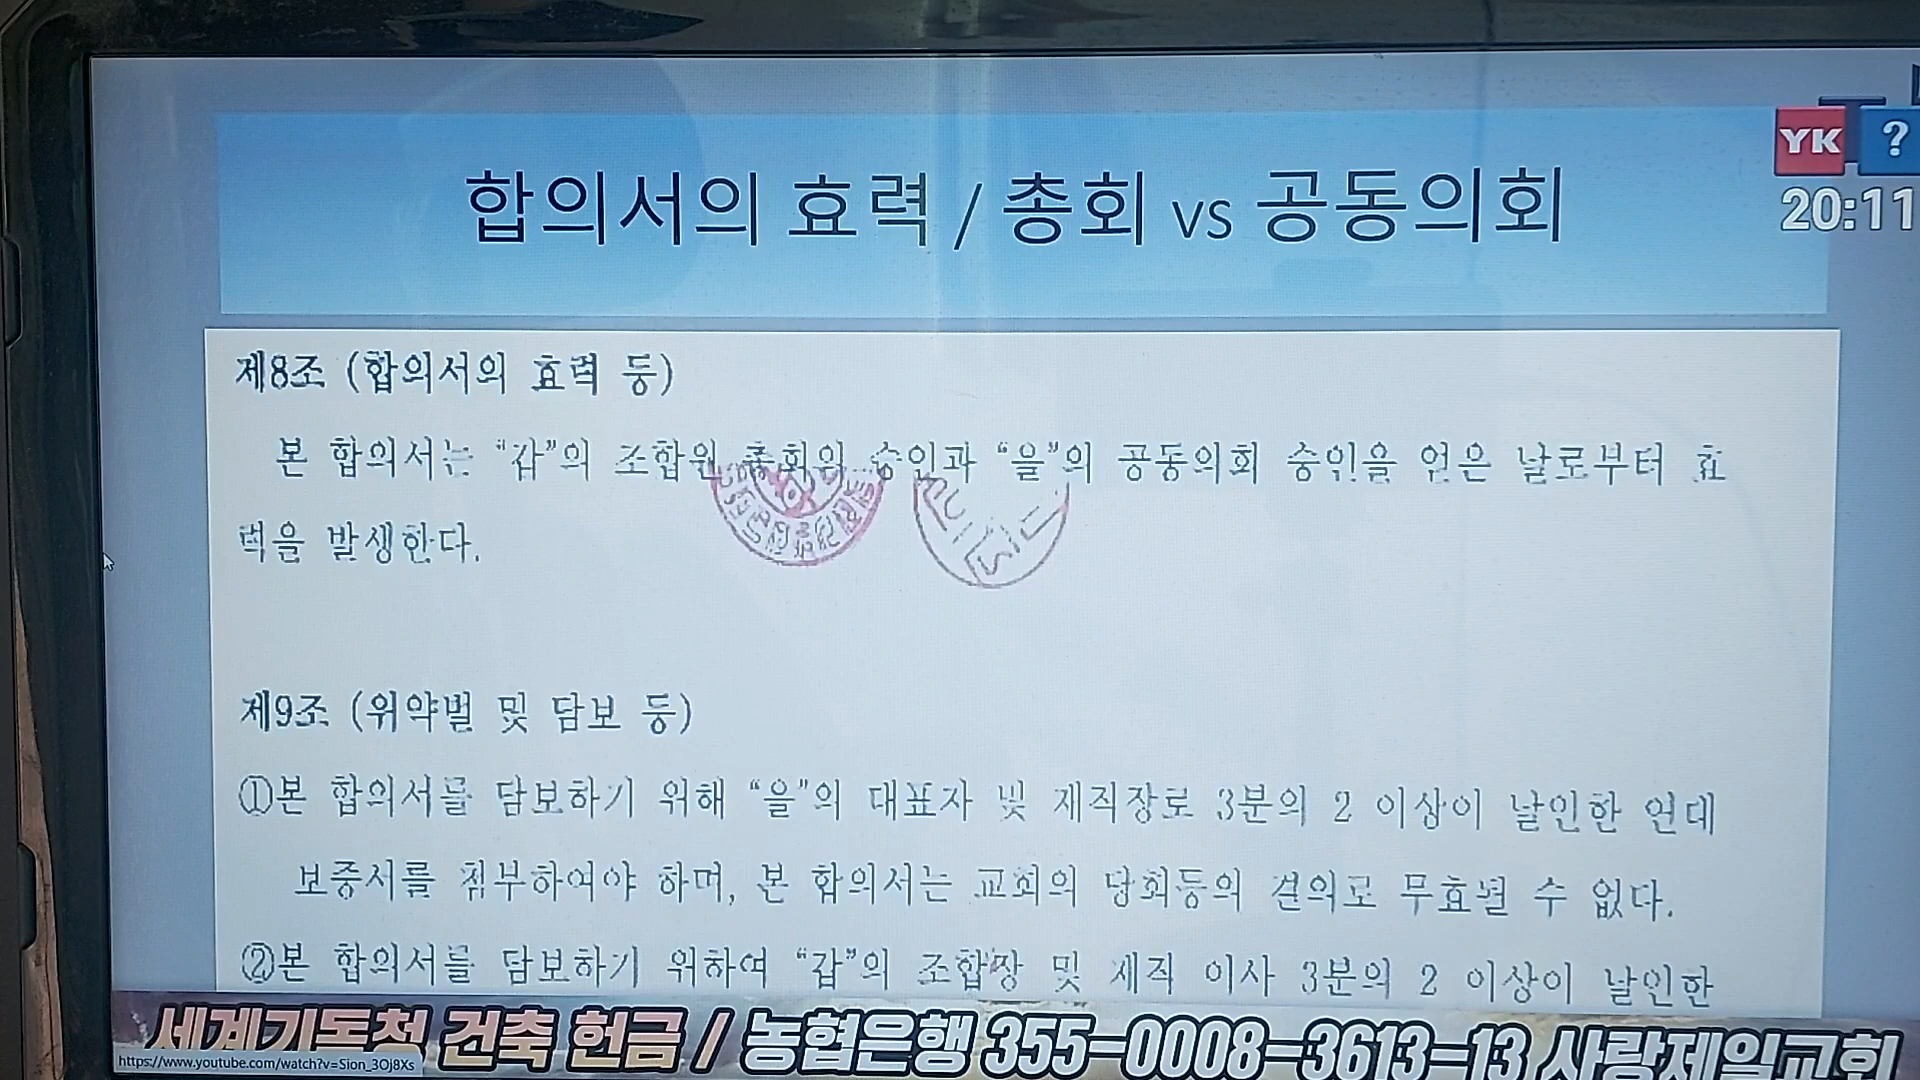 YK ?
20:11
합의서의 효력 / 총회 vs 공동의회
제8조 (합의서의 효력 등)
본 합의서는 “갑”의 조합원 총회의 승인과 “을”의 공동의회 승인을 얻은 날로부터 효
력을 발생한다.
제9조 (위약벌 및 담보 등)
①본 합의서를 담보하기 위해 “을”의 대표자 및 재직장로 3분의 2 이상이 날인한 연대
보증서를 첨부하여야 하며, 본 합의서는 교회의 당회등의 결의로 무효될 수 없다.
②본 합의서를 담보하기 위하여 “갑”의 조합장 및 재직 이사 3분의 2 이상이 날인한
세계기독청 건축 헌금 / 농협은행 355-0008-3613-13 사랑제일교회
https://www.youtube.com/watch?v=Sion_3OJ8Xs